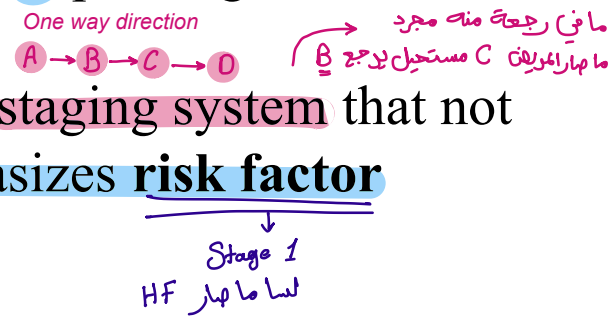 One way direction
A → B → C → D
ما في رجعة منه مجرد
ما صار المريض C مستحيل يرجع B
staging system that not
asizes risk factor
Stage 1
لسا ما صار HF